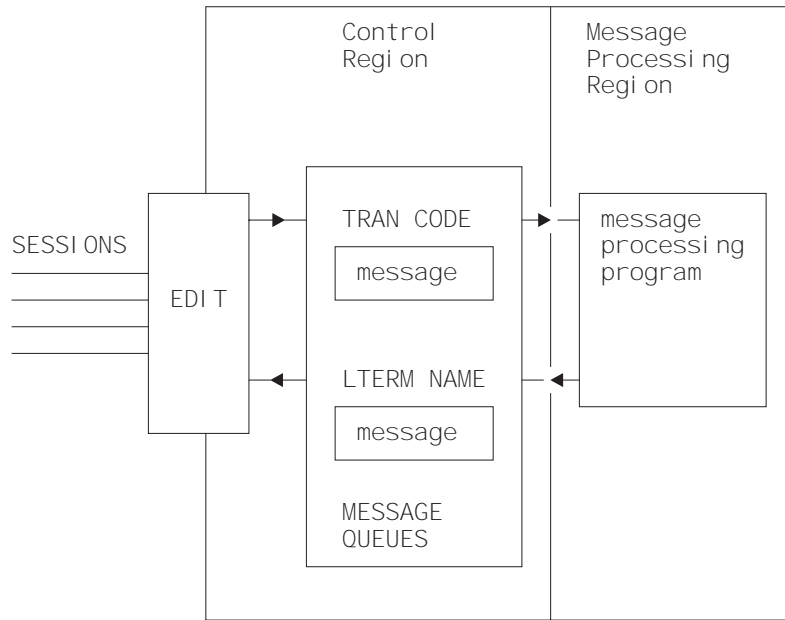 Control
Region
Message
Processing
Region
SESSIONS
EDIT
TRAN CODE
message
LTERM NAME
message
MESSAGE
QUEUES
message
processing
program